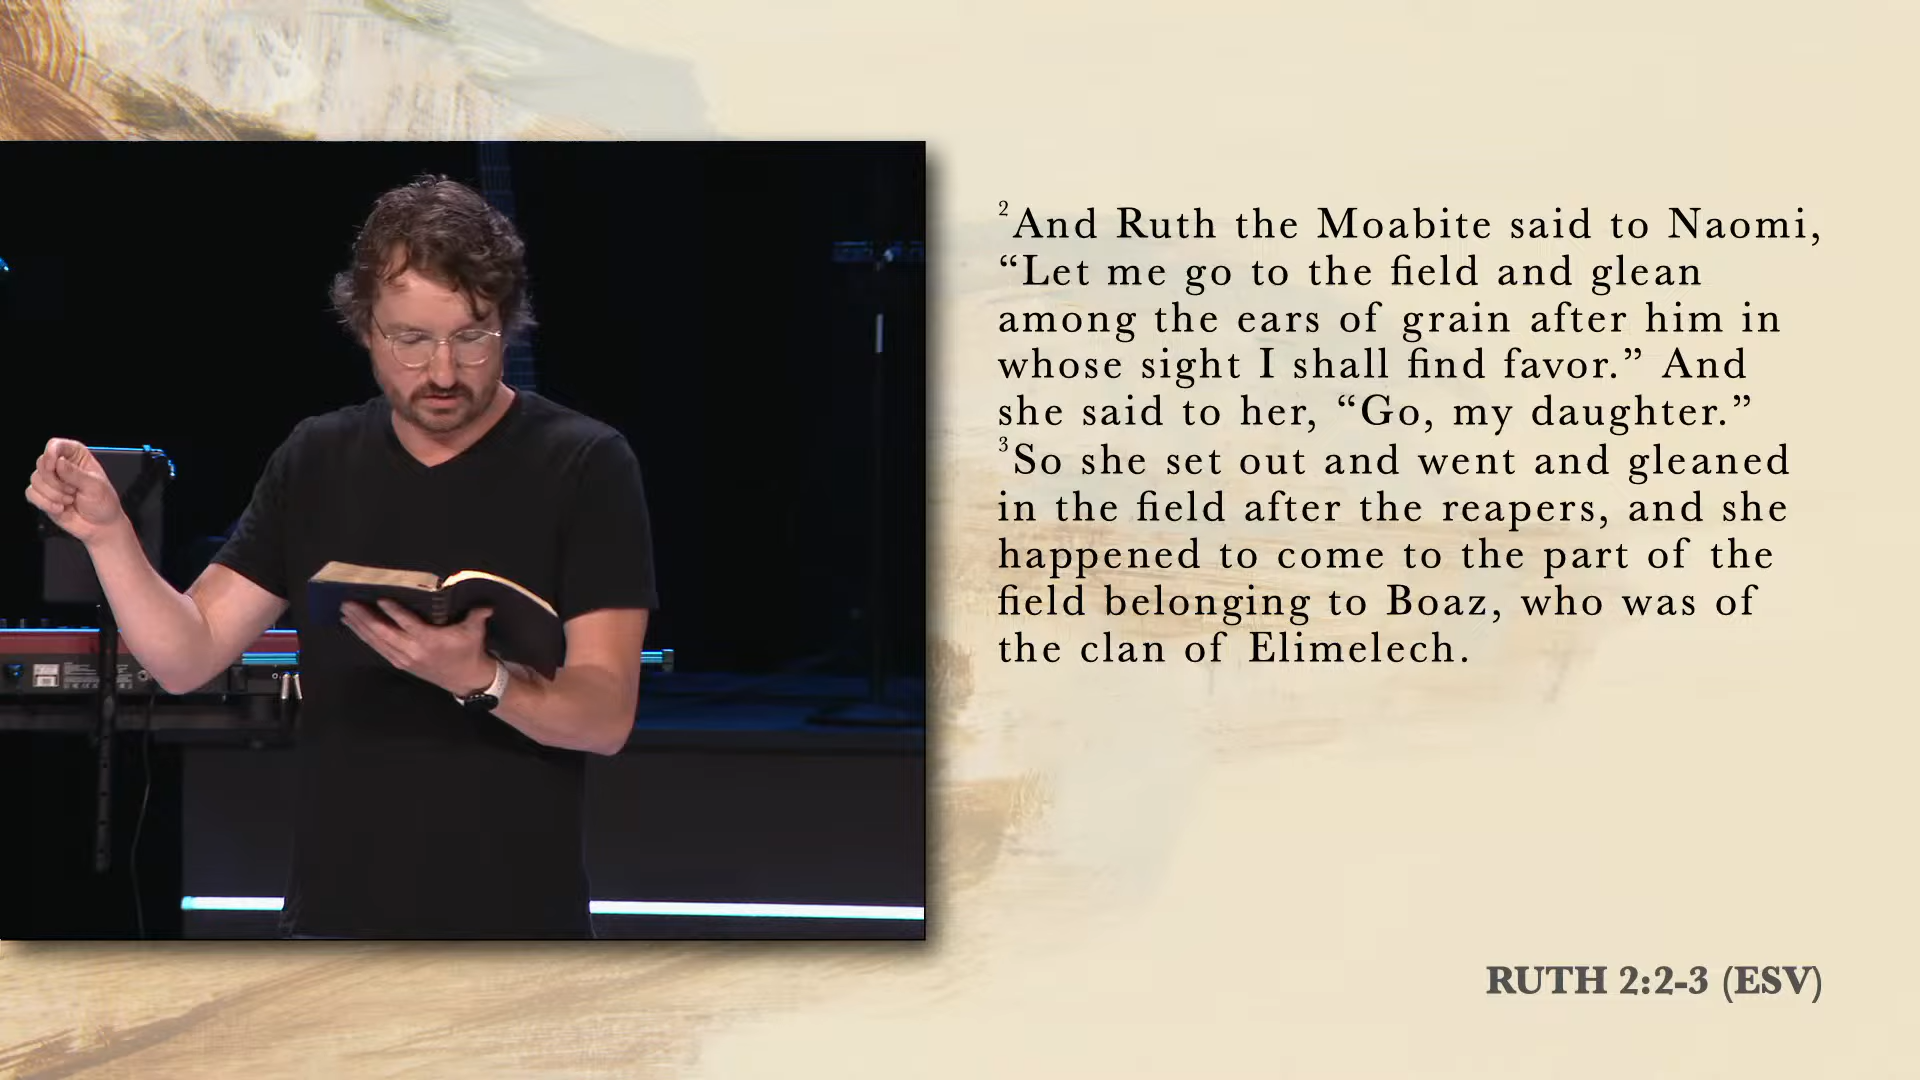 ²And Ruth the Moabite said to Naomi,
“Let me go to the field and glean
among the ears of grain after him in
whose sight I shall find favor.” And
she said to her, “Go, my daughter.”
³So she set out and went and gleaned
in the field after the reapers, and she
happened to come to the part of the
field belonging to Boaz, who was of
the clan of Elimelech.
RUTH 2:2-3 (ESV)